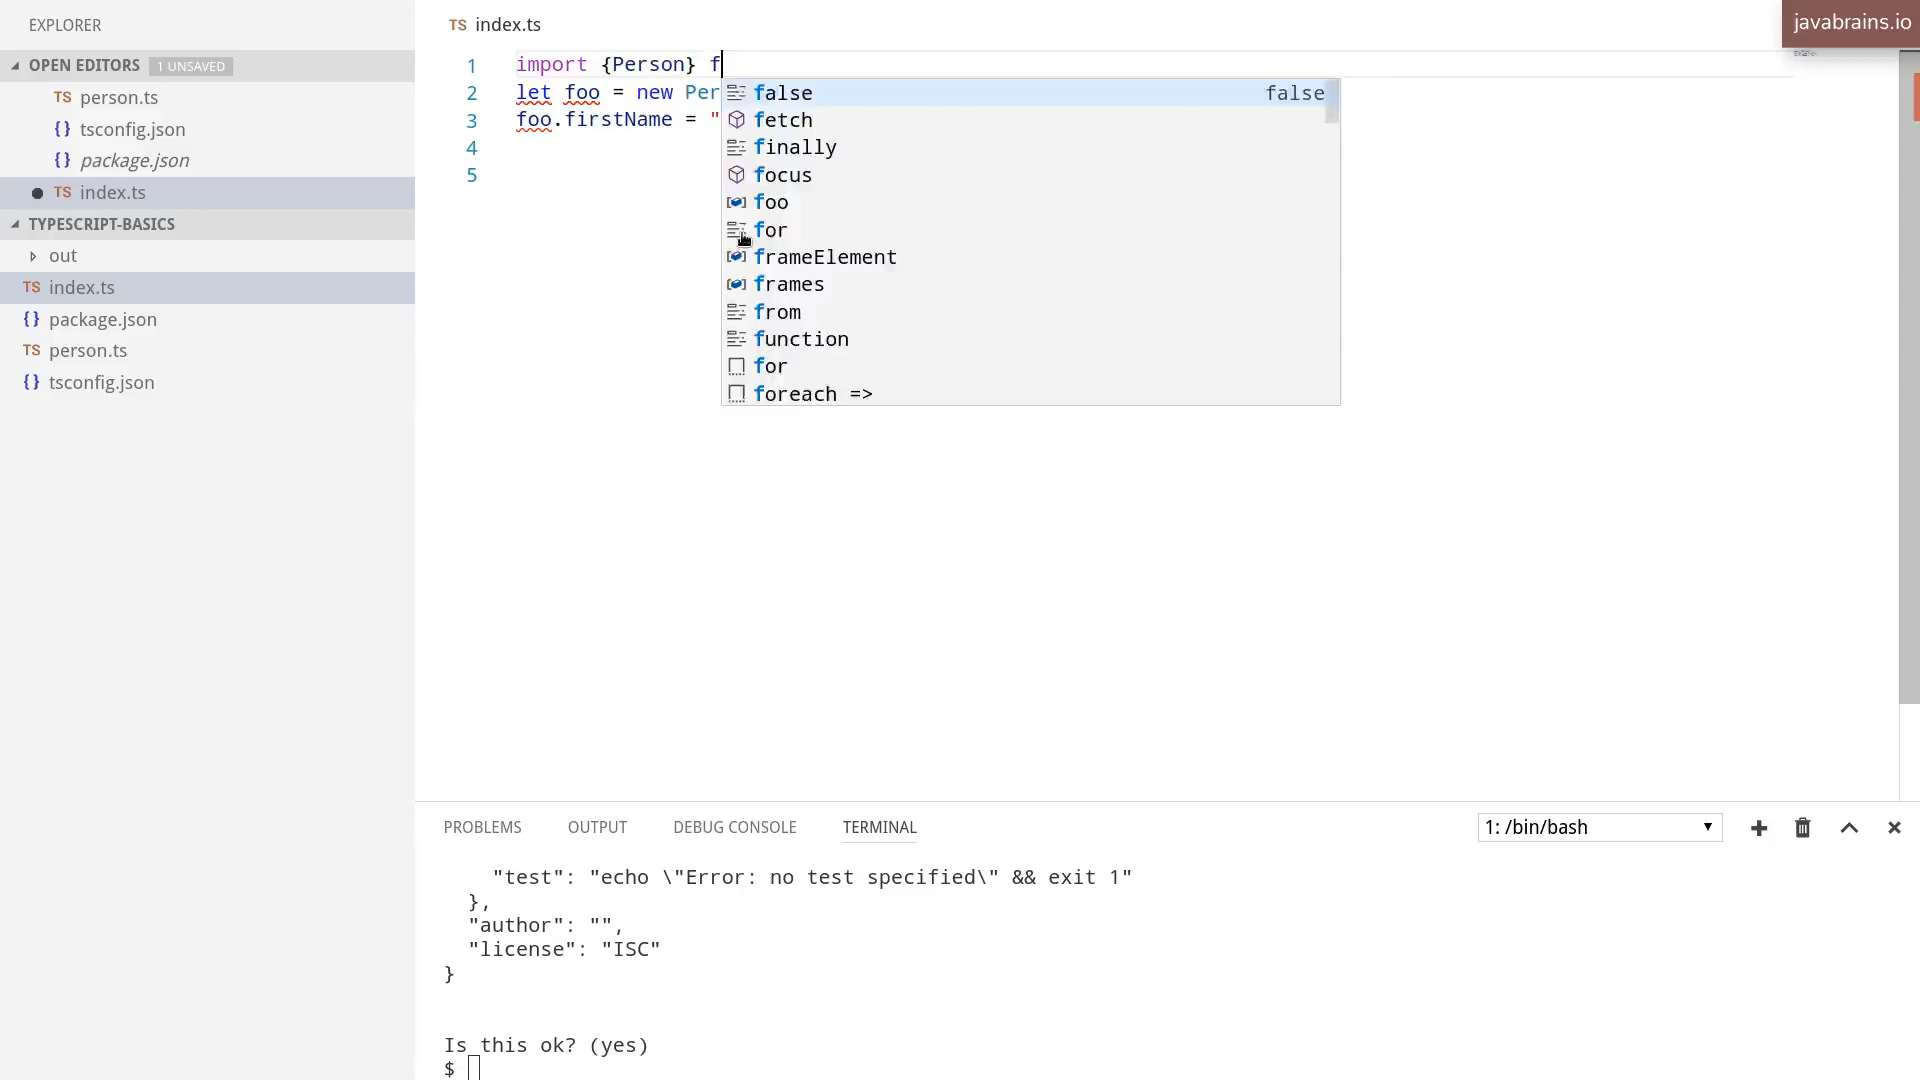 EXPLORER
OPEN EDITORS 1 UNSAVED
TS person.ts
{} tsconfig.json
{} package.json
TS index.ts
TYPESCRIPT-BASICS
out
TS index.ts
{} package.json
TS person.ts
{} tsconfig.json
TS index.ts
javabrains.io
1 import {Person} f
2 let foo = new Per
3 foo.firstName = "
4
5
false false
fetch
finally
focus
foo
for
frameElement
frames
from
function
for
foreach =>
PROBLEMS OUTPUT DEBUG CONSOLE TERMINAL 1: /bin/bash
"test": "echo \"Error: no test specified\" && exit 1"
},
"author": "",
"license": "ISC"
}
Is this ok? (yes)
$